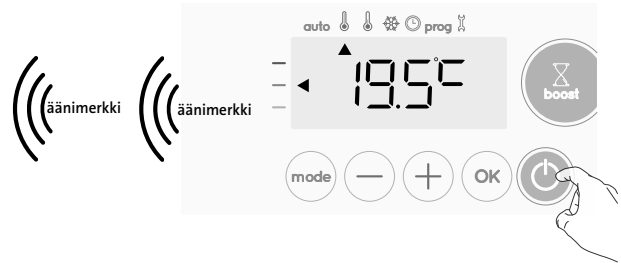 auto prog
19.5°C
boost
äänimerkki äänimerkki
mode − + OK